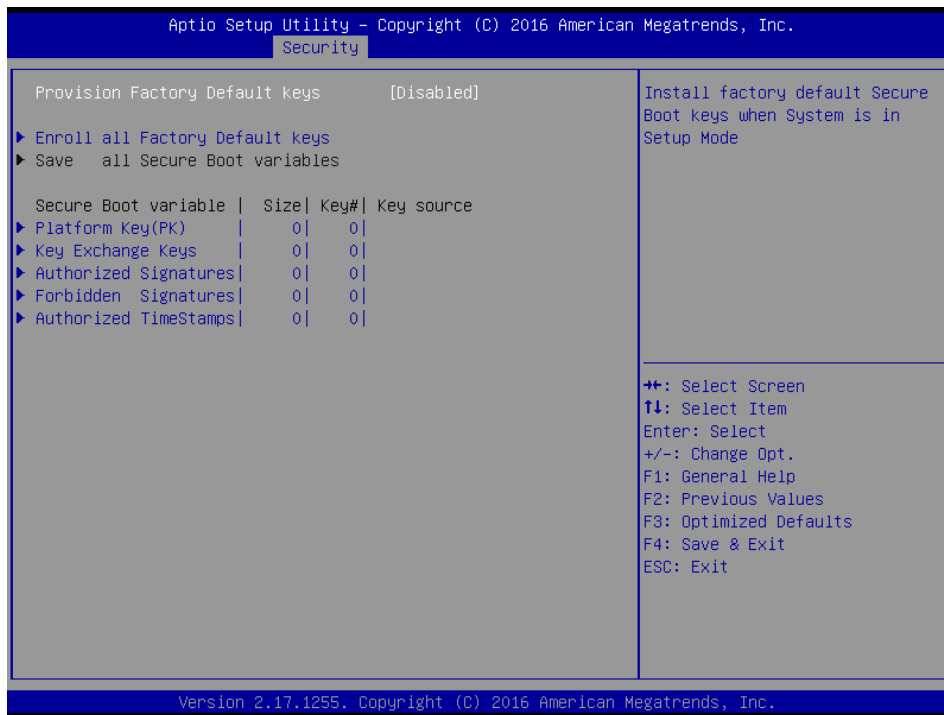 Aptio Setup Utility – Copyright (C) 2016 American Megatrends, Inc.
Security
Provision Factory Default keys [Disabled]
Enroll all Factory Default keys
Save all Secure Boot variables
Secure Boot variable | Size| Key#| Key source
Platform Key(PK) | 0| 0|
Key Exchange Keys | 0| 0|
Authorized Signatures| 0| 0|
Forbidden Signatures| 0| 0|
Authorized TimeStamps| 0| 0|
Install factory default Secure
Boot keys when System is in
Setup Mode
→←: Select Screen
↑↓: Select Item
Enter: Select
+/-: Change Opt.
F1: General Help
F2: Previous Values
F3: Optimized Defaults
F4: Save & Exit
ESC: Exit
Version 2.17.1255. Copyright (C) 2016 American Megatrends, Inc.